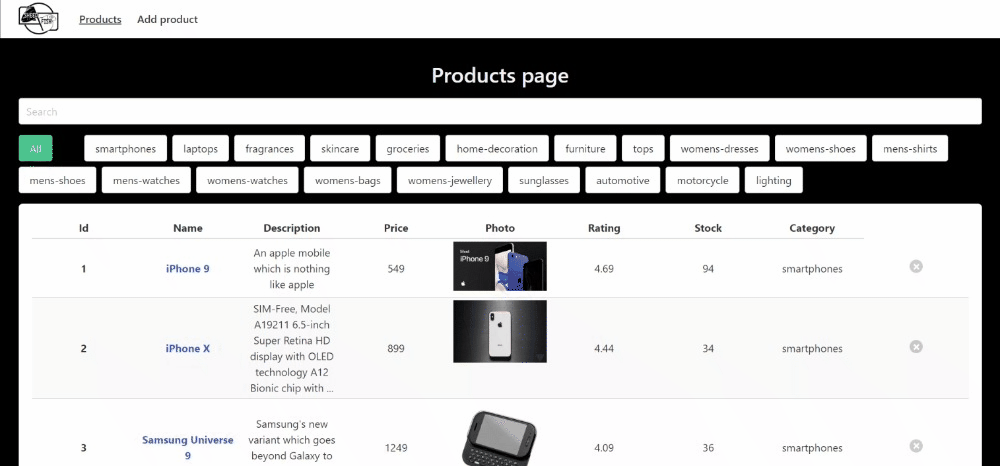 Products Add product
Products page
Search
All smartphones laptops fragrances skincare groceries home-decoration furniture tops womens-dresses womens-shoes mens-shirts
mens-shoes mens-watches womens-watches womens-bags womens-jewellery sunglasses automotive motorcycle lighting
Id Name Description Price Photo Rating Stock Category
An apple mobile
1 iPhone 9 which is nothing 549 iPhone 9 4.69 94 smartphones
like apple
SIM-Free, Model
A19211 6.5-inch
Super Retina HD
2 iPhone X display with OLED 899 4.44 34 smartphones
technology A12
Bionic chip with ...
Samsung's new
variant which goes
3 Samsung Universe beyond Galaxy to 1249 4.09 36 smartphones
9